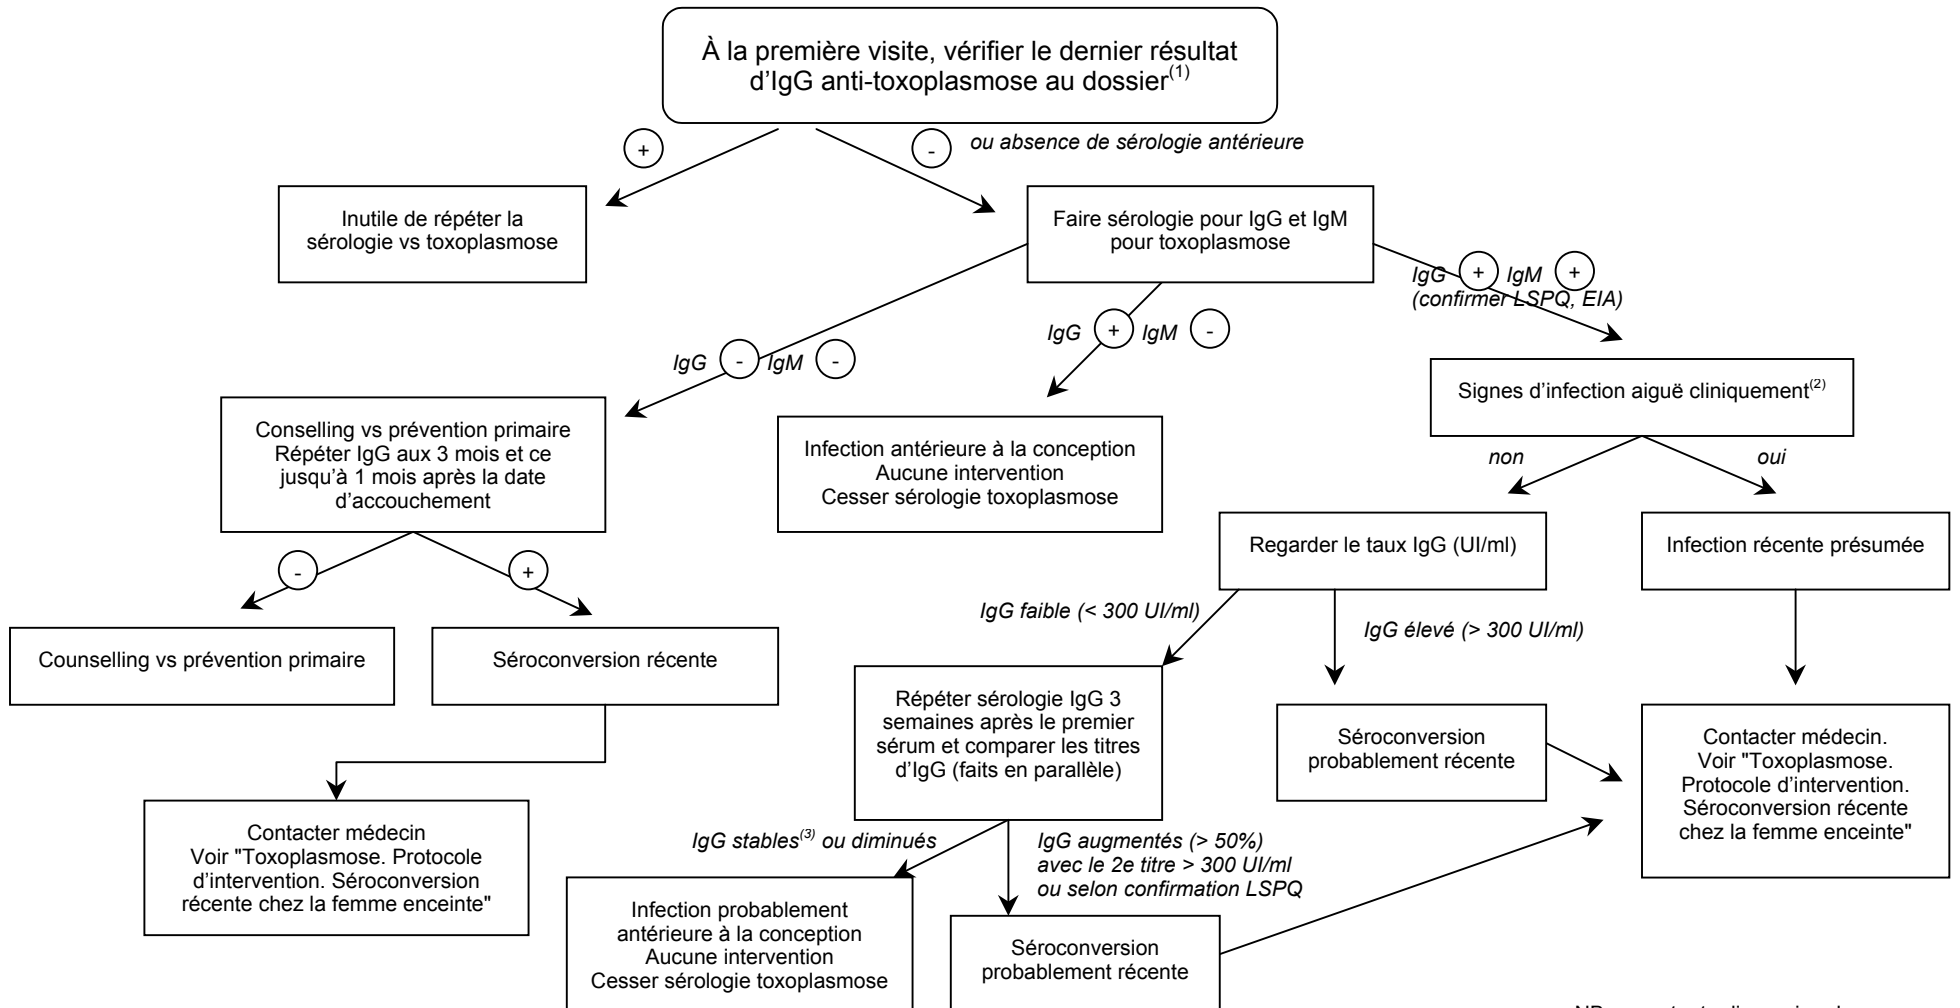 À la première visite, vérifier le dernier résultat
d'IgG anti-toxoplasmose au dossier(1)
+
-
ou absence de sérologie antérieure
Inutile de répéter la
sérologie vs toxoplasmose
Faire sérologie pour IgG et IgM
pour toxoplasmose
IgG + IgM +
(confirmer LSPQ, EIA)
IgG + IgM -
IgG - IgM -
Signes d'infection aiguë cliniquement(2)
Conselling vs prévention primaire
Répéter IgG aux 3 mois et ce
jusqu'à 1 mois après la date
d'accouchement
Infection antérieure à la conception
Aucune intervention
Cesser sérologie toxoplasmose
non
oui
Regarder le taux IgG (UI/ml)
Infection récente présumée
-
+
IgG faible (< 300 UI/ml)
IgG élevé (> 300 UI/ml)
Counselling vs prévention primaire
Séroconversion récente
Répéter sérologie IgG 3
semaines après le premier
sérum et comparer les titres
d'IgG (faits en parallèle)
Séroconversion
probablement récente
Contacter médecin.
Voir "Toxoplasmose.
Protocole d'intervention.
Séroconversion récente
chez la femme enceinte"
Contacter médecin
Voir "Toxoplasmose. Protocole
d'intervention. Séroconversion
récente chez la femme enceinte"
IgG stables(3) ou diminués
IgG augmentés (> 50%)
avec le 2e titre > 300 UI/ml
ou selon confirmation LSPQ
Infection probablement
antérieure à la conception
Aucune intervention
Cesser sérologie toxoplasmose
Séroconversion
probablement récente